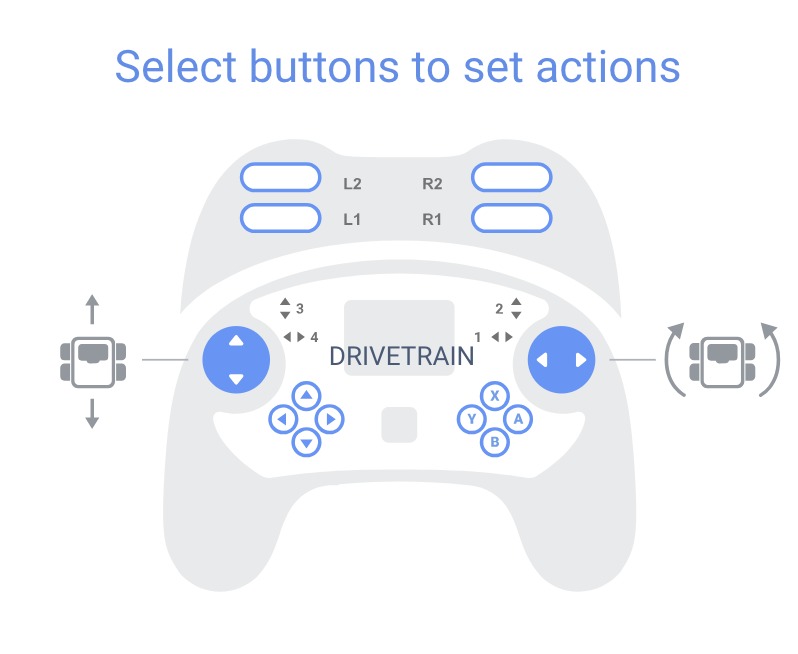 Select buttons to set actions
L2 R2
L1 R1
3 2
4 1
DRIVETRAIN
X
Y A
B